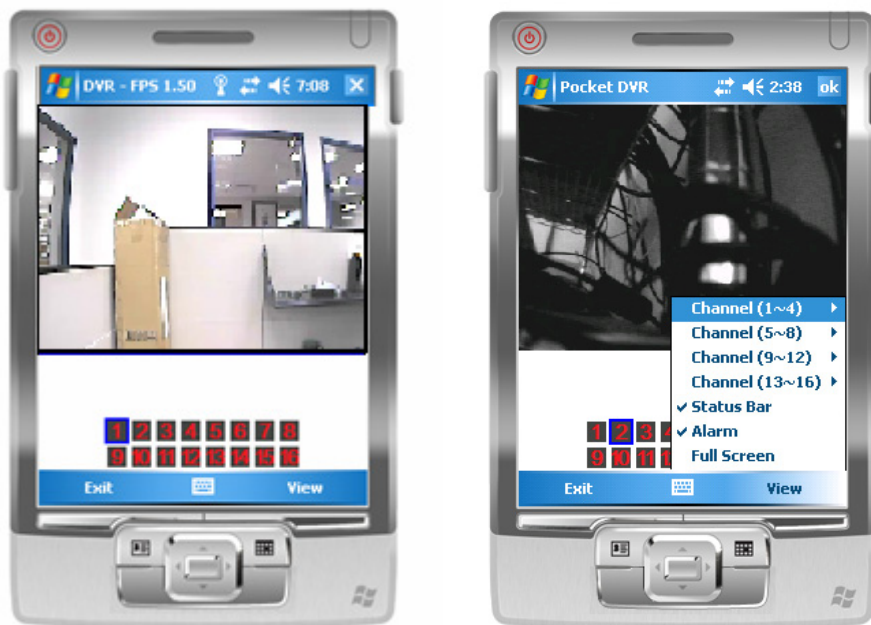 DVR - FPS 1.50 7:08
1 2 3 4 5 6 7 8
9 10 11 12 13 14 15 16
Exit View
Pocket DVR 2:38 ok
Channel (1~4)
Channel (5~8)
Channel (9~12)
Channel (13~16)
Status Bar
Alarm
Full Screen
1 2 3 4
9 10 11
Exit View